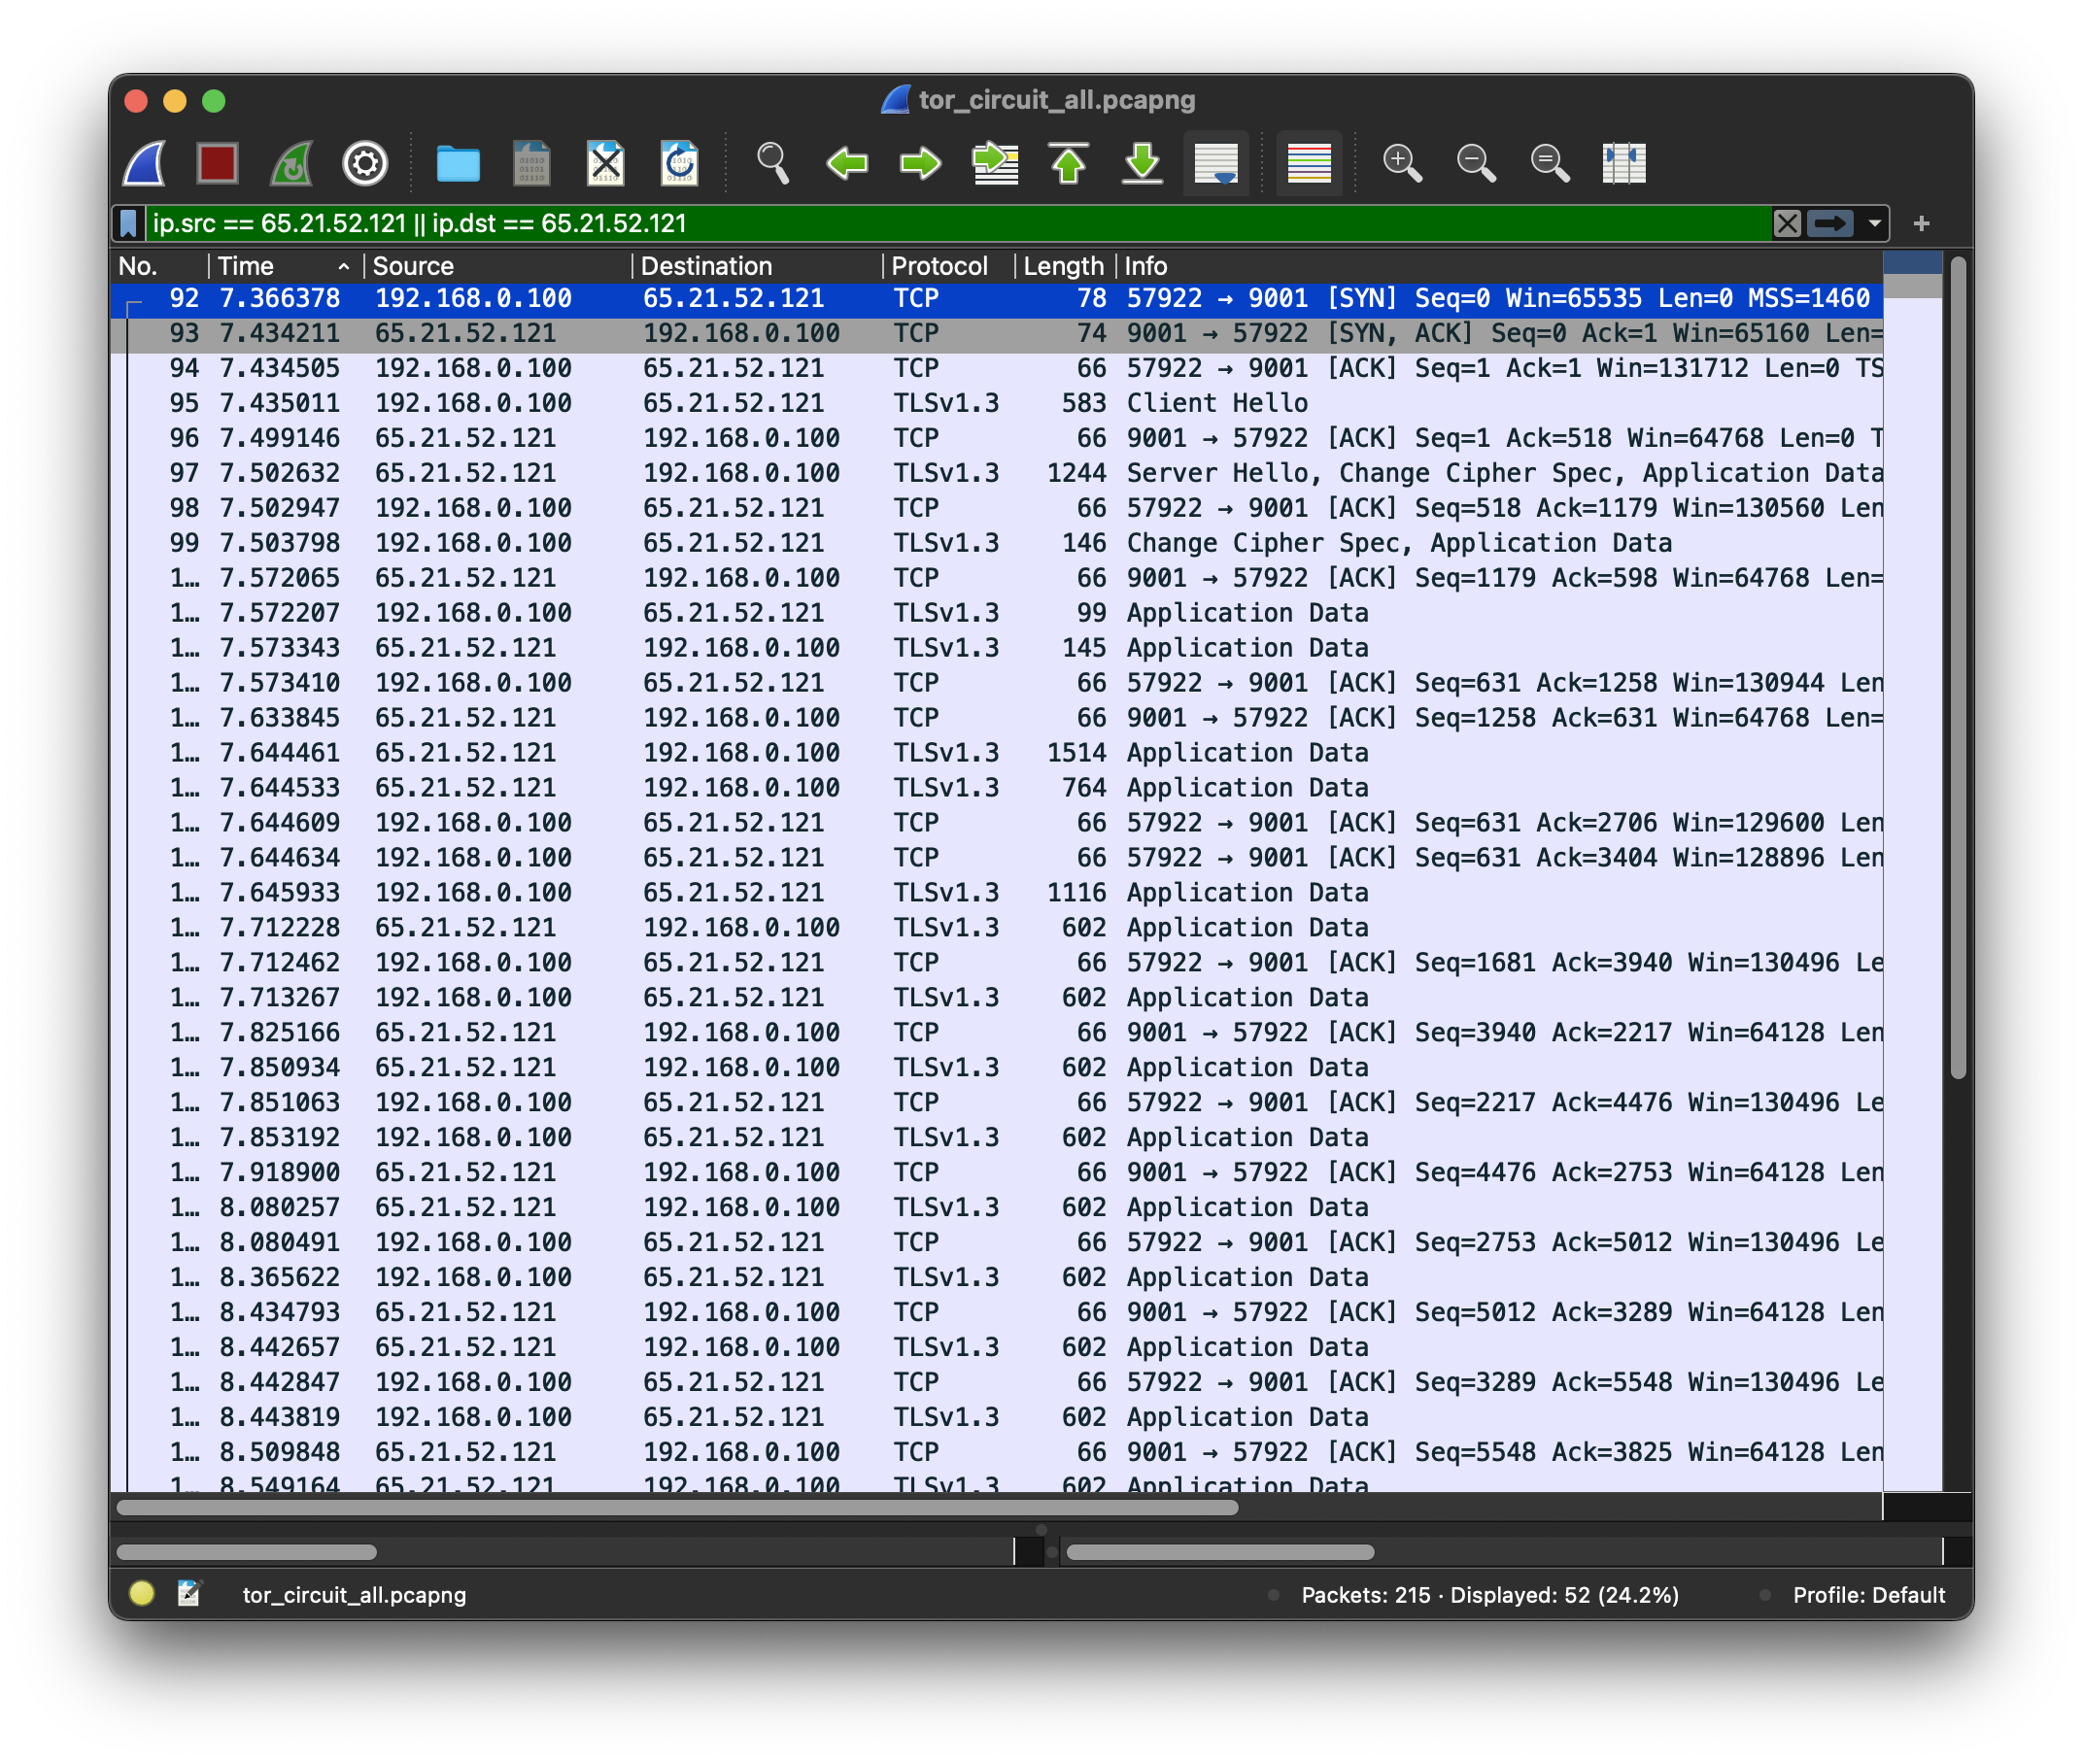 tor_circuit_all.pcapng
ip.src == 65.21.52.121 || ip.dst == 65.21.52.121
No. Time Source Destination Protocol Length Info
92 7.366378 192.168.0.100 65.21.52.121 TCP 78 57922 → 9001 [SYN] Seq=0 Win=65535 Len=0 MSS=1460
93 7.434211 65.21.52.121 192.168.0.100 TCP 74 9001 → 57922 [SYN, ACK] Seq=0 Ack=1 Win=65160 Len=
94 7.434505 192.168.0.100 65.21.52.121 TCP 66 57922 → 9001 [ACK] Seq=1 Ack=1 Win=131712 Len=0 TS
95 7.435011 192.168.0.100 65.21.52.121 TLSv1.3 583 Client Hello
96 7.499146 65.21.52.121 192.168.0.100 TCP 66 9001 → 57922 [ACK] Seq=1 Ack=518 Win=64768 Len=0 T
97 7.502632 65.21.52.121 192.168.0.100 TLSv1.3 1244 Server Hello, Change Cipher Spec, Application Data
98 7.502947 192.168.0.100 65.21.52.121 TCP 66 57922 → 9001 [ACK] Seq=518 Ack=1179 Win=130560 Len
99 7.503798 192.168.0.100 65.21.52.121 TLSv1.3 146 Change Cipher Spec, Application Data
1… 7.572065 65.21.52.121 192.168.0.100 TCP 66 9001 → 57922 [ACK] Seq=1179 Ack=598 Win=64768 Len=
1… 7.572207 192.168.0.100 65.21.52.121 TLSv1.3 99 Application Data
1… 7.573343 65.21.52.121 192.168.0.100 TLSv1.3 145 Application Data
1… 7.573410 192.168.0.100 65.21.52.121 TCP 66 57922 → 9001 [ACK] Seq=631 Ack=1258 Win=130944 Len
1… 7.633845 65.21.52.121 192.168.0.100 TCP 66 9001 → 57922 [ACK] Seq=1258 Ack=631 Win=64768 Len=
1… 7.644461 65.21.52.121 192.168.0.100 TLSv1.3 1514 Application Data
1… 7.644533 65.21.52.121 192.168.0.100 TLSv1.3 764 Application Data
1… 7.644609 192.168.0.100 65.21.52.121 TCP 66 57922 → 9001 [ACK] Seq=631 Ack=2706 Win=129600 Len
1… 7.644634 192.168.0.100 65.21.52.121 TCP 66 57922 → 9001 [ACK] Seq=631 Ack=3404 Win=128896 Len
1… 7.645933 192.168.0.100 65.21.52.121 TLSv1.3 1116 Application Data
1… 7.712228 65.21.52.121 192.168.0.100 TLSv1.3 602 Application Data
1… 7.712462 192.168.0.100 65.21.52.121 TCP 66 57922 → 9001 [ACK] Seq=1681 Ack=3940 Win=130496 Le
1… 7.713267 192.168.0.100 65.21.52.121 TLSv1.3 602 Application Data
1… 7.825166 65.21.52.121 192.168.0.100 TCP 66 9001 → 57922 [ACK] Seq=3940 Ack=2217 Win=64128 Len
1… 7.850934 65.21.52.121 192.168.0.100 TLSv1.3 602 Application Data
1… 7.851063 192.168.0.100 65.21.52.121 TCP 66 57922 → 9001 [ACK] Seq=2217 Ack=4476 Win=130496 Le
1… 7.853192 192.168.0.100 65.21.52.121 TLSv1.3 602 Application Data
1… 7.918900 65.21.52.121 192.168.0.100 TCP 66 9001 → 57922 [ACK] Seq=4476 Ack=2753 Win=64128 Len
1… 8.080257 65.21.52.121 192.168.0.100 TLSv1.3 602 Application Data
1… 8.080491 192.168.0.100 65.21.52.121 TCP 66 57922 → 9001 [ACK] Seq=2753 Ack=5012 Win=130496 Le
1… 8.365622 192.168.0.100 65.21.52.121 TLSv1.3 602 Application Data
1… 8.434793 65.21.52.121 192.168.0.100 TCP 66 9001 → 57922 [ACK] Seq=5012 Ack=3289 Win=64128 Len
1… 8.442657 65.21.52.121 192.168.0.100 TLSv1.3 602 Application Data
1… 8.442847 192.168.0.100 65.21.52.121 TCP 66 57922 → 9001 [ACK] Seq=3289 Ack=5548 Win=130496 Le
1… 8.443819 192.168.0.100 65.21.52.121 TLSv1.3 602 Application Data
1… 8.509848 65.21.52.121 192.168.0.100 TCP 66 9001 → 57922 [ACK] Seq=5548 Ack=3825 Win=64128 Len
1… 8.549164 65.21.52.121 192.168.0.100 TLSv1.3 602 Application Data
tor_circuit_all.pcapng Packets: 215 · Displayed: 52 (24.2%) Profile: Default